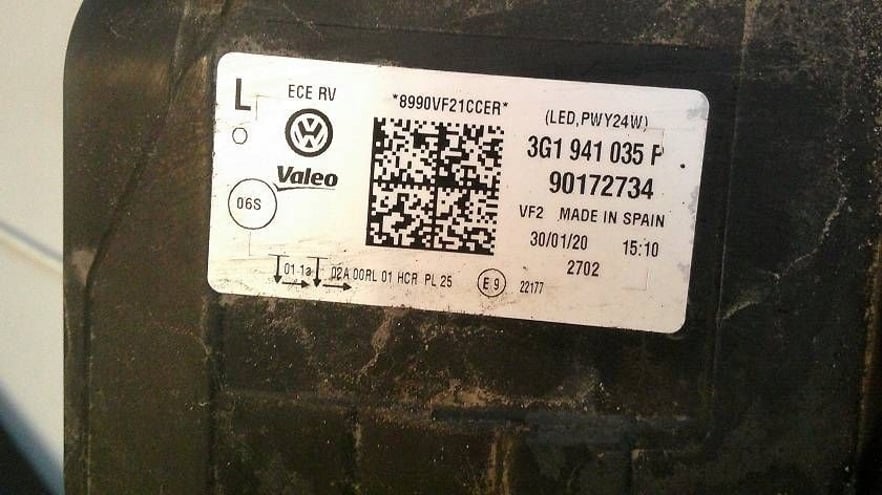 L
ECE RV
*8990VF21CCER*
(LED,PWY24W)
3G1 941 035 P
Valeo
90172734
06S
VF2 MADE IN SPAIN
30/01/20 15:10
2702
01 1a 02A 00RL 01 HCR PL 25 E9 22177